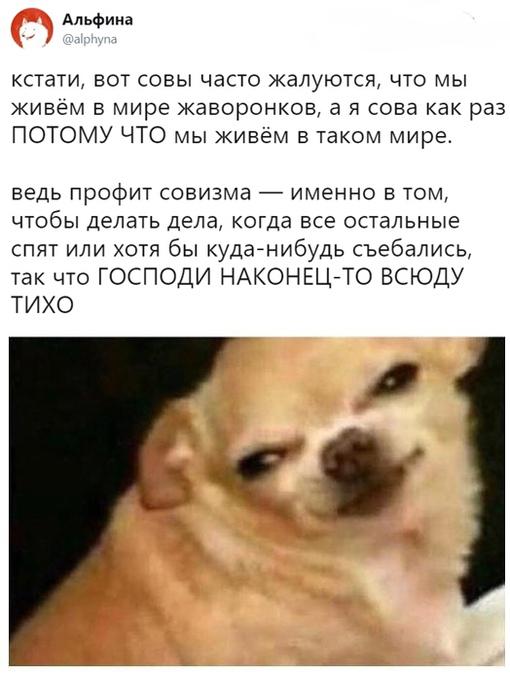 Альфина
@alphyna
кстати, вот совы часто жалуются, что мы
живём в мире жаворонков, а я сова как раз
ПОТОМУ ЧТО мы живём в таком мире.
ведь профит совизма — именно в том,
чтобы делать дела, когда все остальные
спят или хотя бы куда-нибудь съебались,
так что ГОСПОДИ НАКОНЕЦ-ТО ВСЮДУ
ТИХО